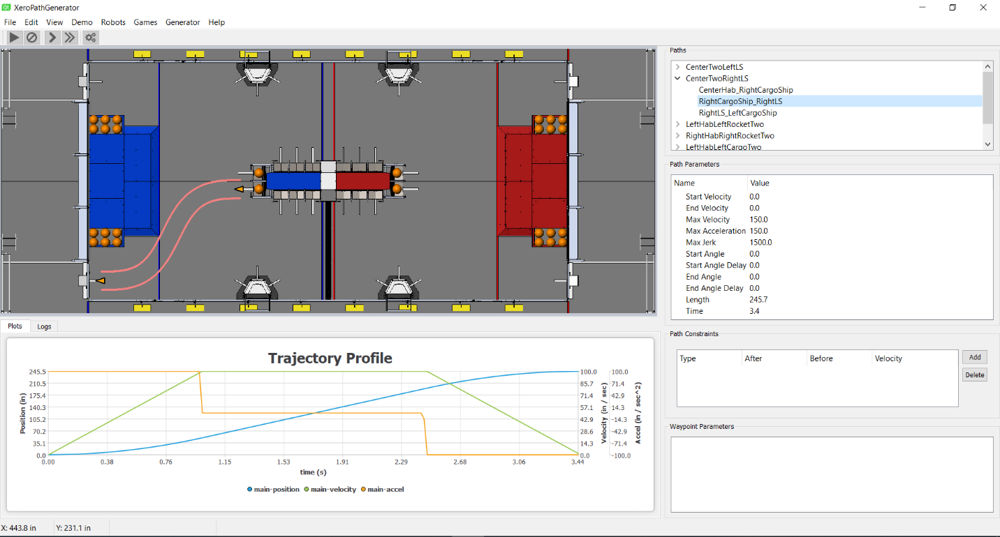 Qt XeroPathGenerator
File Edit View Demo Robots Games Generator Help
Paths
CenterTwoLeftLS
CenterTwoRightLS
CenterHab_RightCargoShip
RightCargoShip_RightLS
RightLS_LeftCargoShip
LeftHabLeftRocketTwo
RightHabRightRocketTwo
LeftHabLeftCargoTwo
Path Parameters
Name Value
Start Velocity 0.0
End Velocity 0.0
Max Velocity 150.0
Max Acceleration 150.0
Max Jerk 1500.0
Start Angle 0.0
Start Angle Delay 0.0
End Angle 0.0
End Angle Delay 0.0
Length 245.7
Time 3.4
Plots Logs
Trajectory Profile
245.5 100.0 100.0
210.5 85.7 71.4
175.4 71.4 42.9
140.3 57.1 14.3
105.2 42.9 -14.3
70.2 28.6 -42.9
35.1 14.3 -71.4
0.0 0.0 -100.0
Position (in)
Velocity (in / sec)
Accel (in / sec^2)
0.00 0.38 0.76 1.15 1.53 1.91 2.29 2.68 3.06 3.44
time (s)
main-position main-velocity main-accel
Path Constraints
Type After Before Velocity
Add
Delete
Waypoint Parameters
X: 443.8 in Y: 231.1 in